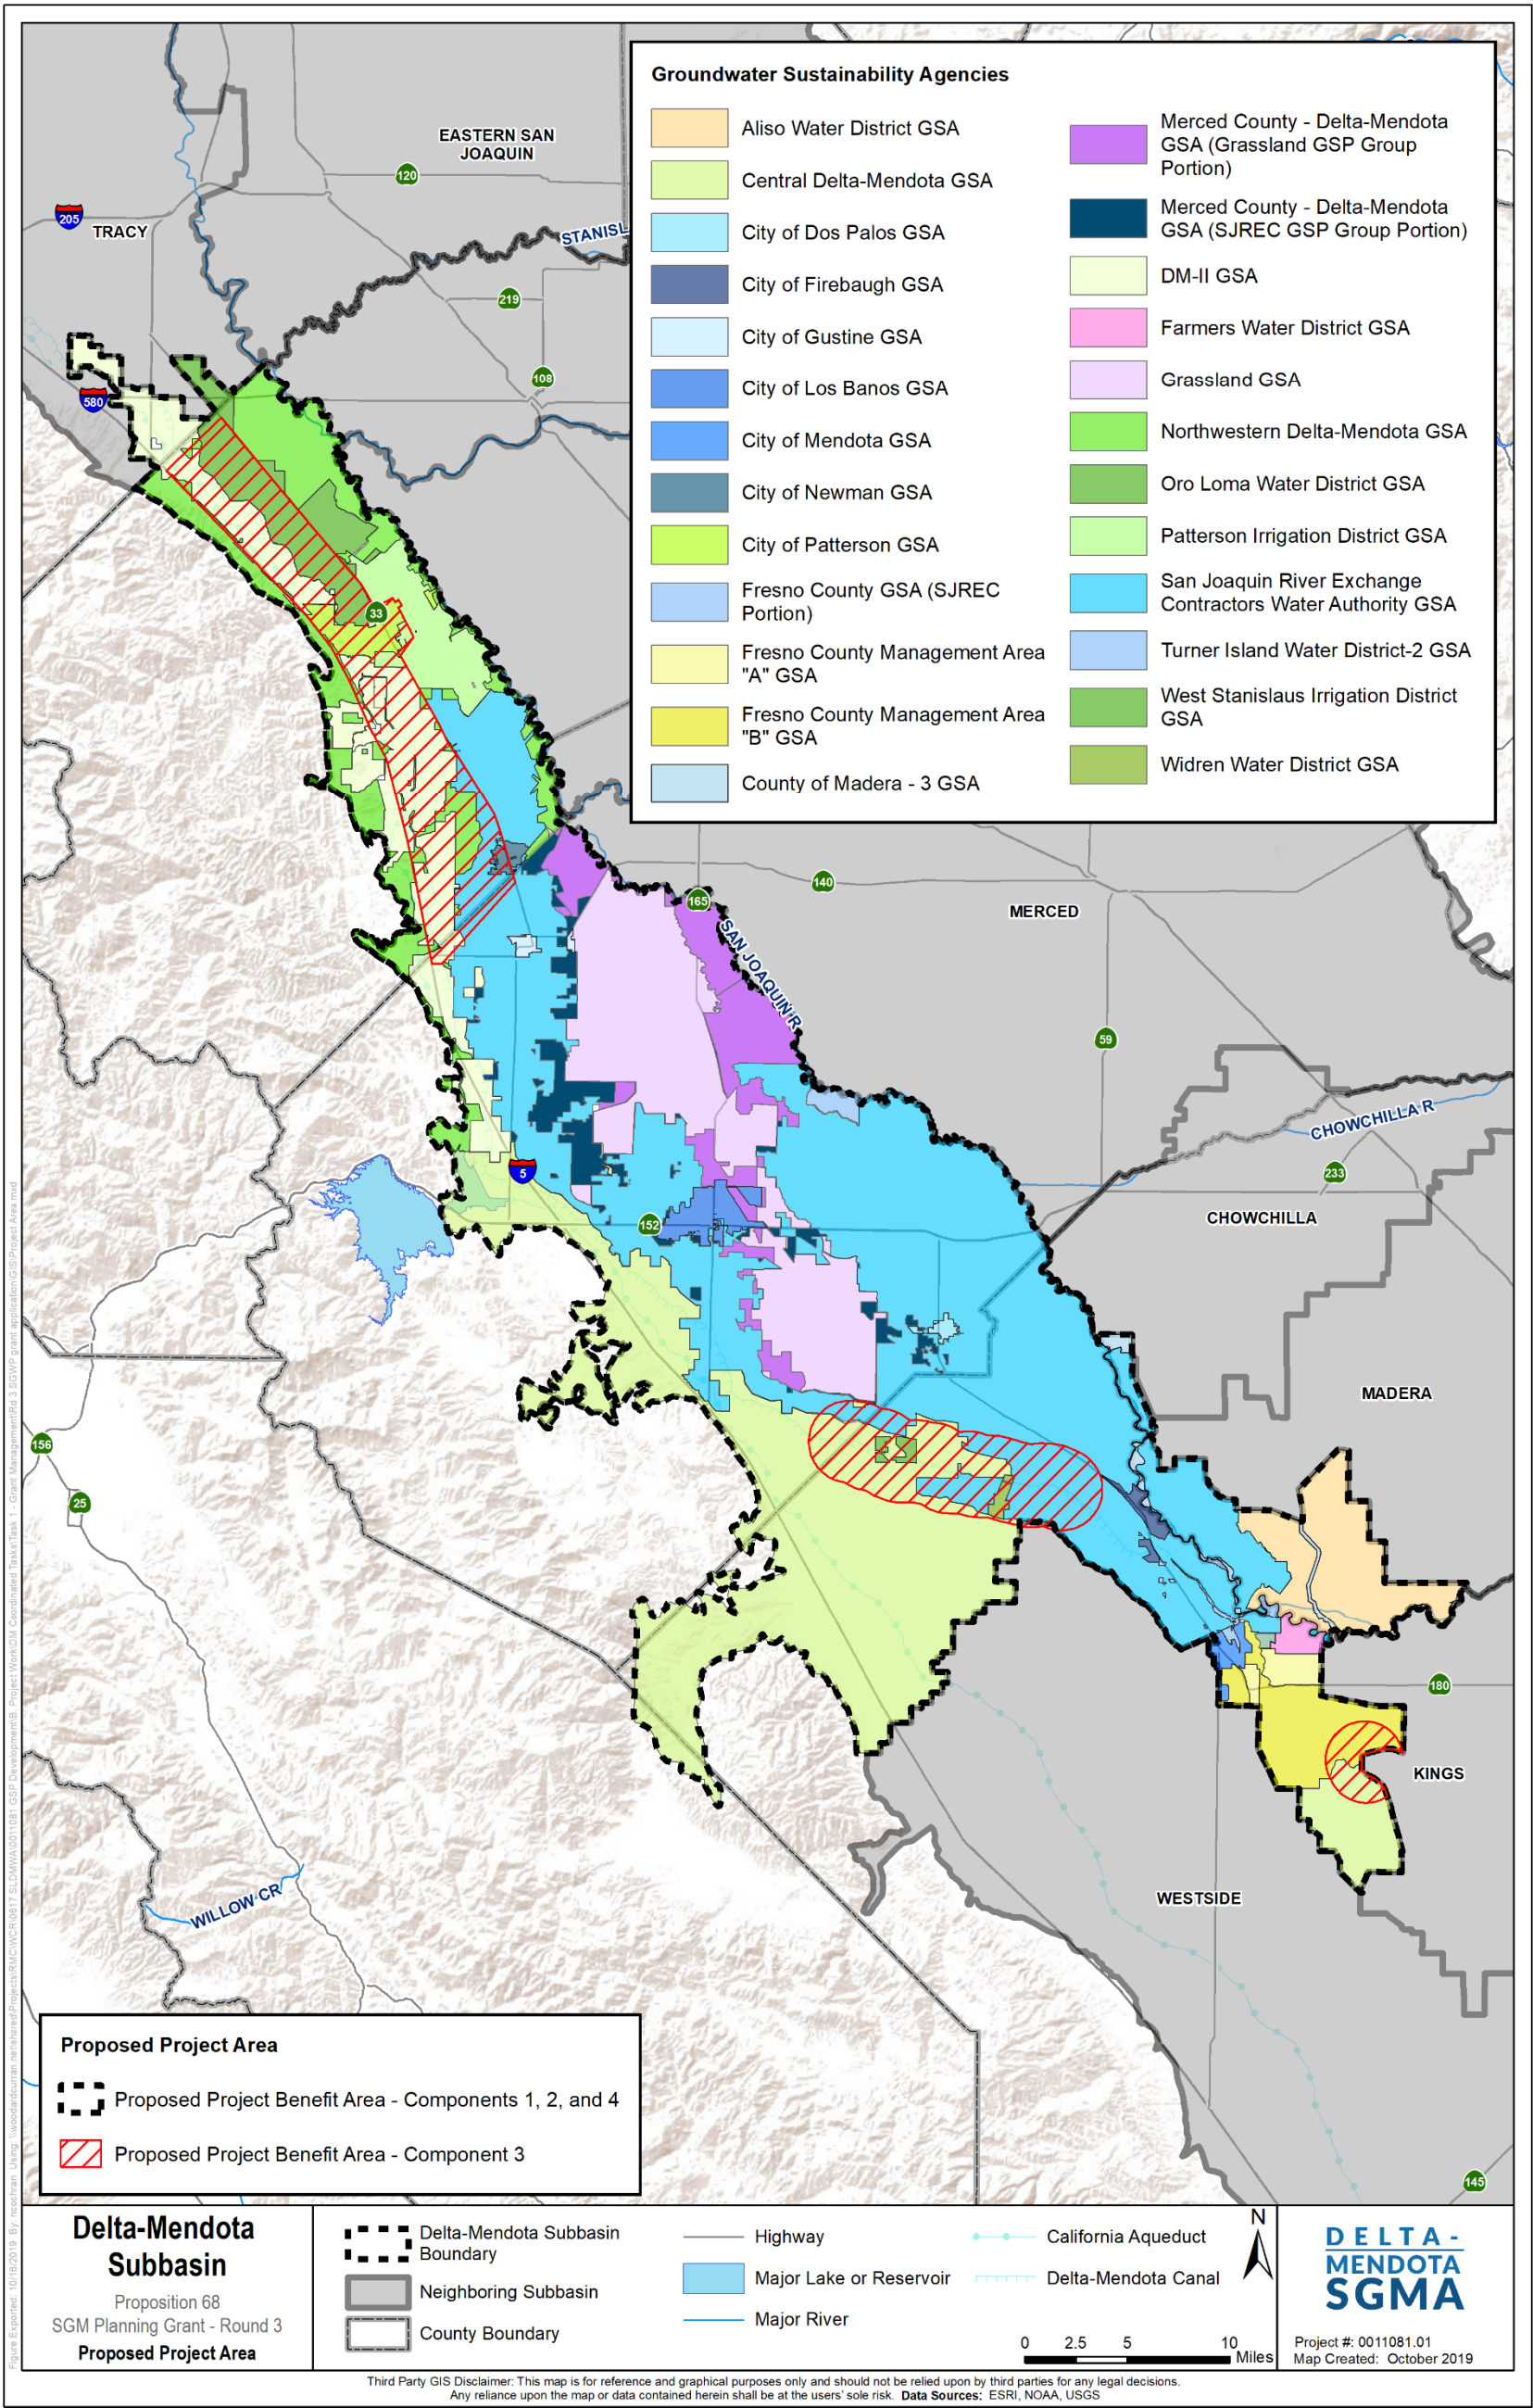 Groundwater Sustainability Agencies
Aliso Water District GSA
Central Delta-Mendota GSA
City of Dos Palos GSA
City of Firebaugh GSA
City of Gustine GSA
City of Los Banos GSA
City of Mendota GSA
City of Newman GSA
City of Patterson GSA
Fresno County GSA (SJREC
Portion)
Fresno County Management Area
"A" GSA
Fresno County Management Area
"B" GSA
County of Madera - 3 GSA
Merced County - Delta-Mendota
GSA (Grassland GSP Group
Portion)
Merced County - Delta-Mendota
GSA (SJREC GSP Group Portion)
DM-II GSA
Farmers Water District GSA
Grassland GSA
Northwestern Delta-Mendota GSA
Oro Loma Water District GSA
Patterson Irrigation District GSA
San Joaquin River Exchange
Contractors Water Authority GSA
Turner Island Water District-2 GSA
West Stanislaus Irrigation District
GSA
Widren Water District GSA
EASTERN SAN
JOAQUIN
120
205
TRACY
STANISL
219
108
580
33
140
165
MERCED
SAN JOAQUIN R
59
CHOWCHILLA R
233
5
CHOWCHILLA
152
MADERA
156
25
180
KINGS
WESTSIDE
WILLOW CR
145
Proposed Project Area
Proposed Project Benefit Area - Components 1, 2, and 4
Proposed Project Benefit Area - Component 3
Delta-Mendota
Subbasin
Proposition 68
SGM Planning Grant - Round 3
Proposed Project Area
Delta-Mendota Subbasin
Boundary
Neighboring Subbasin
County Boundary
Highway
Major Lake or Reservoir
Major River
California Aqueduct
Delta-Mendota Canal
N
0 2.5 5 10
Miles
DELTA-
MENDOTA
SGMA
Project #: 0011081.01
Map Created: October 2019
Third Party GIS Disclaimer: This map is for reference and graphical purposes only and should not be relied upon by third parties for any legal decisions.
Any reliance upon the map or data contained herein shall be at the users' sole risk. Data Sources: ESRI, NOAA, USGS